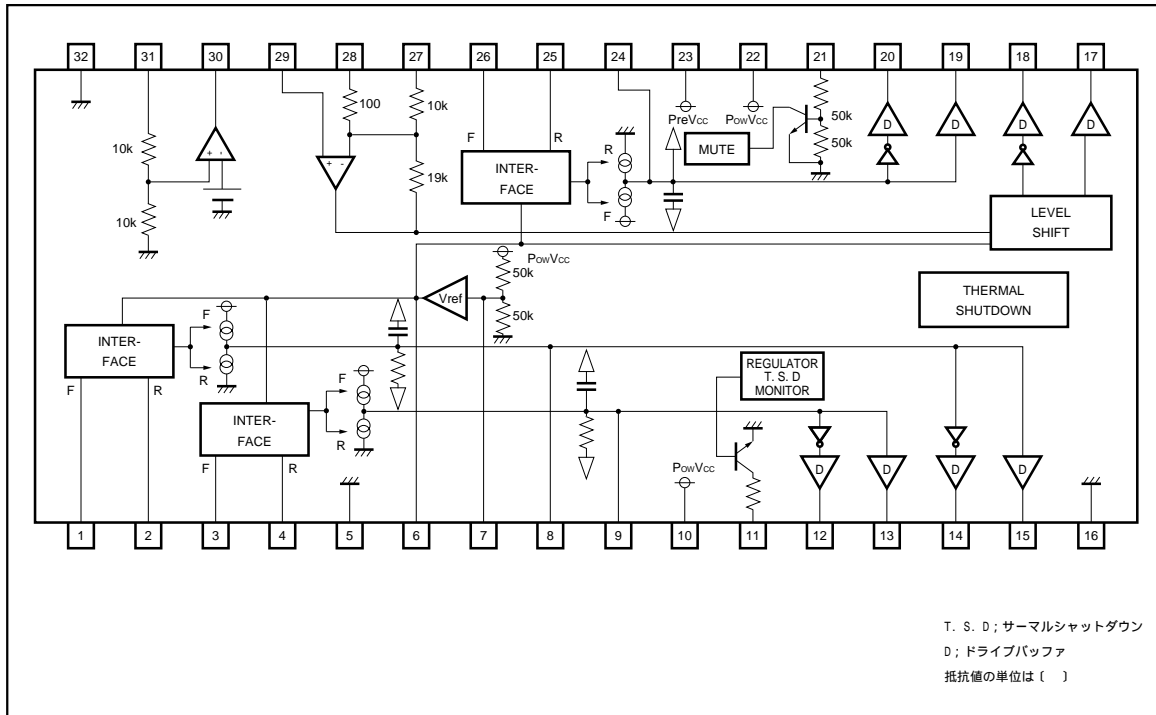 32 31 30 29 28 27 26 25 24 23 22 21 20 19 18 17
10k
100
10k
F
R
PreVcc
PowVcc
50k
50k
MUTE
D
D
D
D
+ -
+ -
10k
19k
INTER-
FACE
R
F
LEVEL
SHIFT
PowVcc
50k
50k
Vref
THERMAL
SHUTDOWN
INTER-
FACE
F
R
F
R
INTER-
FACE
F
R
F
R
REGULATOR
T. S. D
MONITOR
PowVcc
D
D
D
D
1 2 3 4 5 6 7 8 9 10 11 12 13 14 15 16
T. S. D ; サーマルシャットダウン
D ; ドライブバッファ
抵抗値の単位は〔 〕